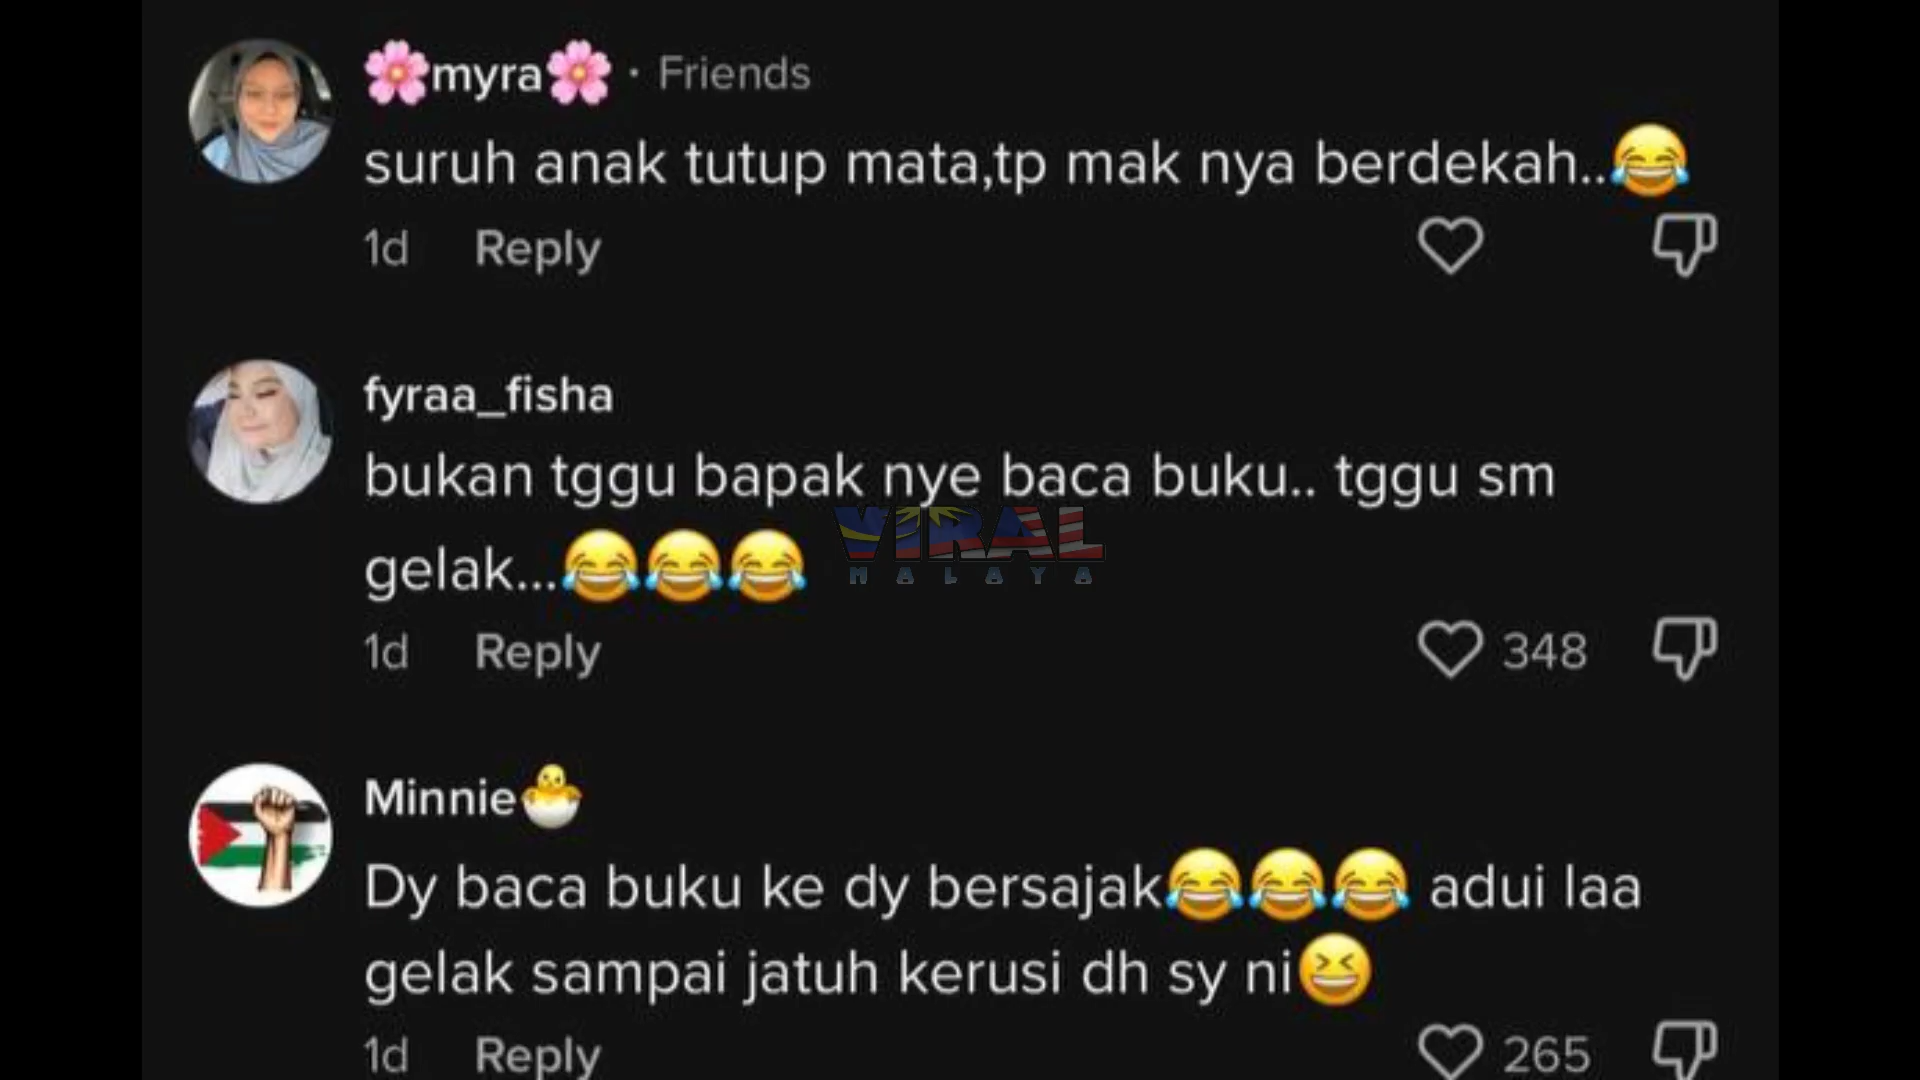 🌸myra🌸 · Friends
suruh anak tutup mata,tp mak nya berdekah..😂
1d Reply
fyraa_fisha
bukan tggu bapak nye baca buku.. tggu sm
gelak...😂😂😂
VIRAL
MALAYA
1d Reply 348
Minnie🐣
Dy baca buku ke dy bersajak😂😂😂 adui laa
gelak sampai jatuh kerusi dh sy ni😆
1d Reply 265